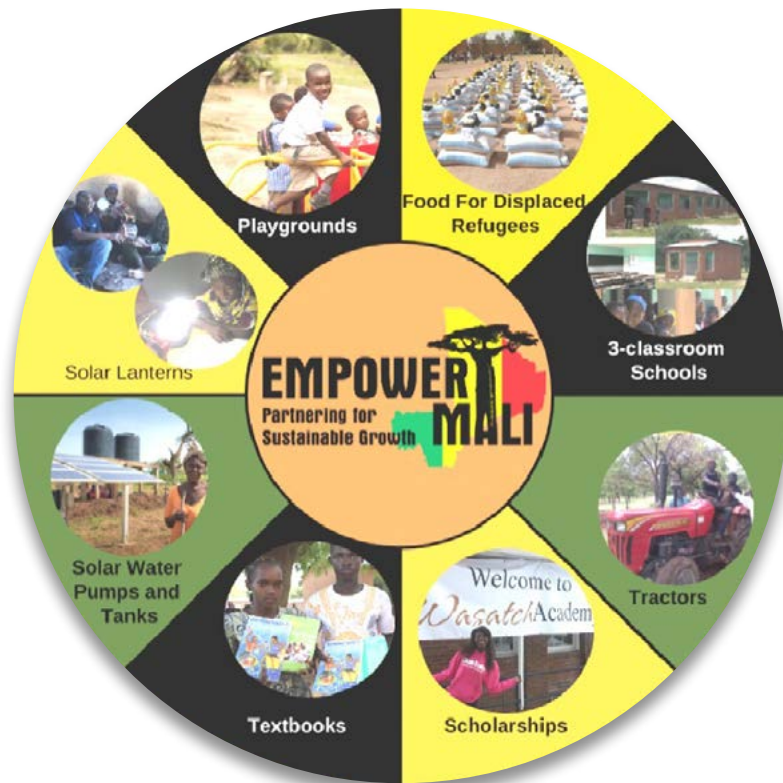 Playgrounds
Food For Displaced
Refugees
Solar Lanterns
3-classroom
Schools
EMPOWER
Partnering for
Sustainable Growth
MALI
Solar Water
Pumps and
Tanks
Tractors
Welcome to
Wasatch Academ
Textbooks
Scholarships